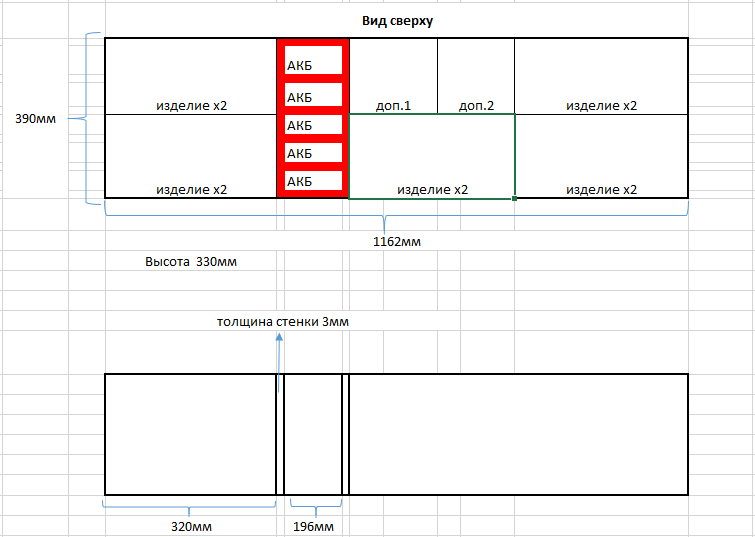 Вид сверху
АКБ
изделие х2
АКБ
доп.1
доп.2
изделие х2
390мм
АКБ
АКБ
изделие х2
АКБ
изделие х2
изделие х2
1162мм
Высота  330мм
толщина стенки 3мм
320мм
196мм